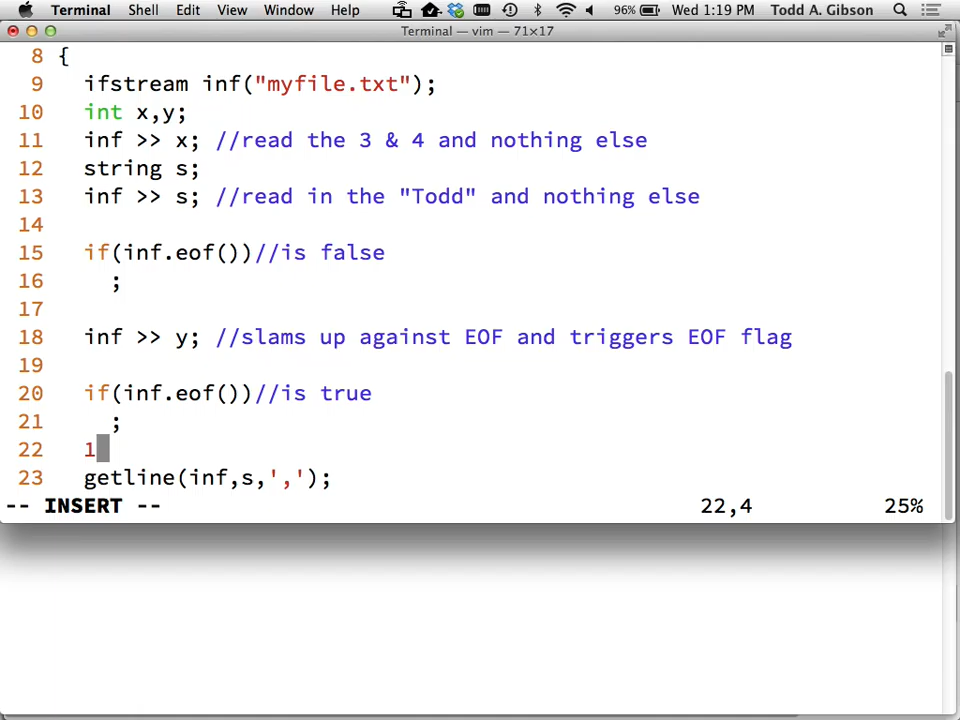 Terminal Shell Edit View Window Help 96% Wed 1:19 PM Todd A. Gibson
Terminal — vim — 71×17
8 {
9 ifstream inf("myfile.txt");
10 int x,y;
11 inf >> x; //read the 3 & 4 and nothing else
12 string s;
13 inf >> s; //read in the "Todd" and nothing else
14
15 if(inf.eof())//is false
16 ;
17
18 inf >> y; //slams up against EOF and triggers EOF flag
19
20 if(inf.eof())//is true
21 ;
22 1
23 getline(inf,s,',');
-- INSERT -- 22,4 25%